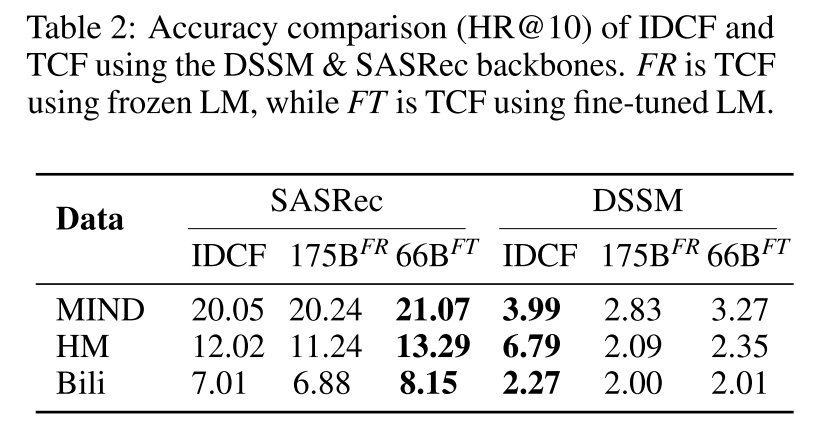 Table 2: Accuracy comparison (HR@10) of IDCF and
TCF using the DSSM & SASRec backbones. FR is TCF
using frozen LM, while FT is TCF using fine-tuned LM.
Data SASRec DSSM
IDCF 175B^FR 66B^FT IDCF 175B^FR 66B^FT
MIND 20.05 20.24 21.07 3.99 2.83 3.27
HM 12.02 11.24 13.29 6.79 2.09 2.35
Bili 7.01 6.88 8.15 2.27 2.00 2.01